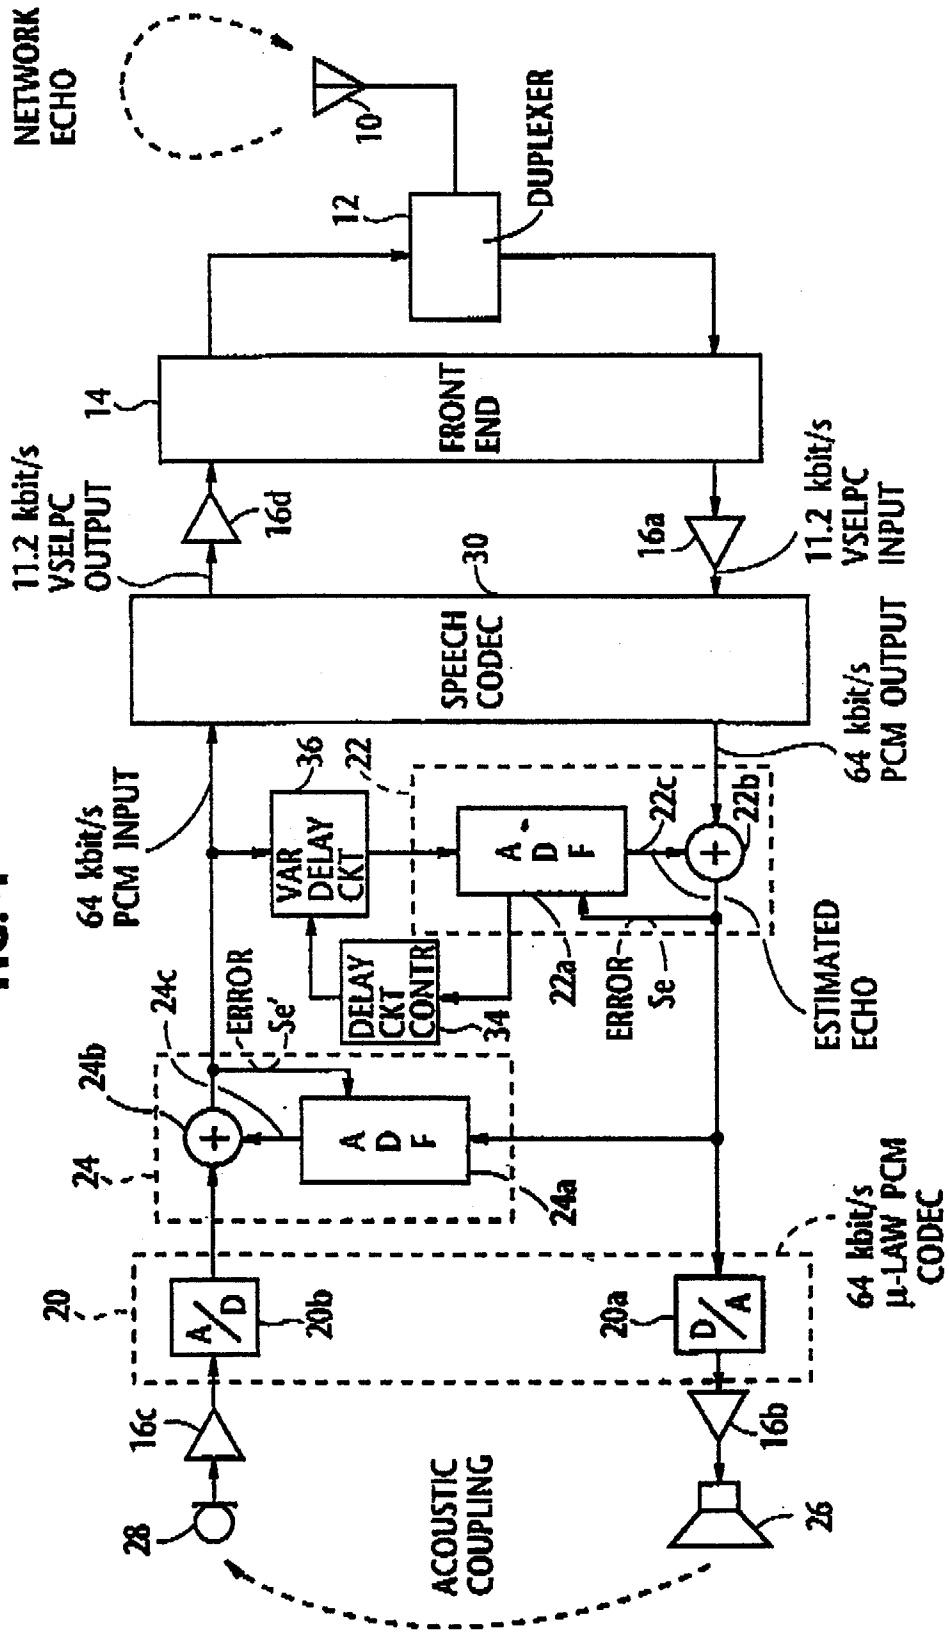 NETWORK
ECHO
10
12
DUPLEXER
14
FRONT
END
11.2 kbit/s
VSELPC
OUTPUT
16d
16a
11.2 kbit/s
VSELPC
INPUT
30
SPEECH
CODEC
64 kbit/s
PCM INPUT
64 kbit/s
PCM OUTPUT
36
VAR
DELAY
CKT
22
A
D
F
22a
22c
22b
DELAY
CKT
CONTR
34
ERROR
Se
ESTIMATED
ECHO
24
24b
24c
ERROR
Se'
A
D
F
24a
20
A/D
20b
20a
D/A
64 kbit/s
μ-LAW PCM
CODEC
16c
16b
28
ACOUSTIC
COUPLING
26